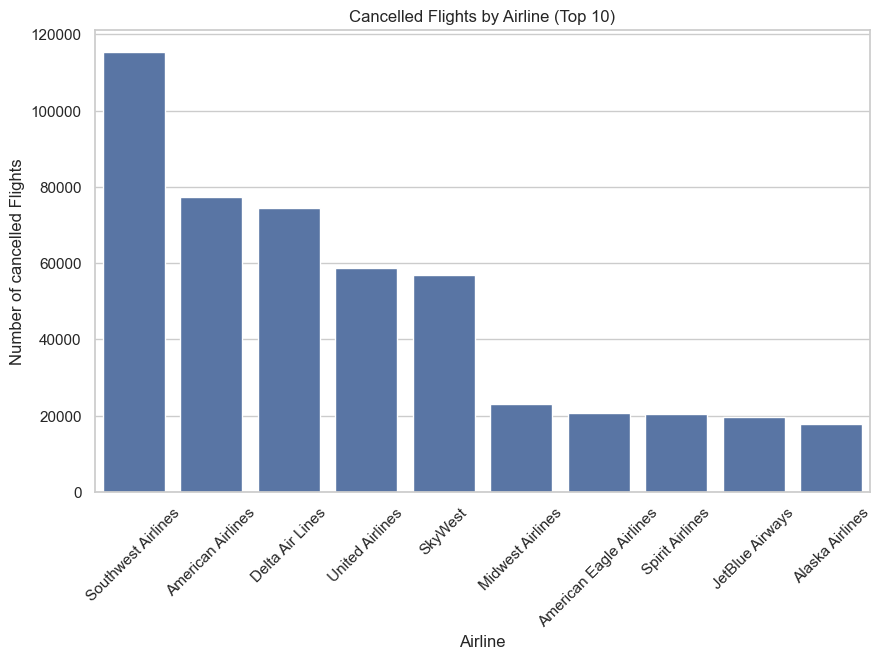 Cancelled Flights by Airline (Top 10)
120000
100000
80000
60000
40000
20000
0
Number of cancelled Flights
Southwest Airlines
American Airlines
Delta Air Lines
United Airlines
SkyWest
Midwest Airlines
American Eagle Airlines
Spirit Airlines
JetBlue Airways
Alaska Airlines
Airline